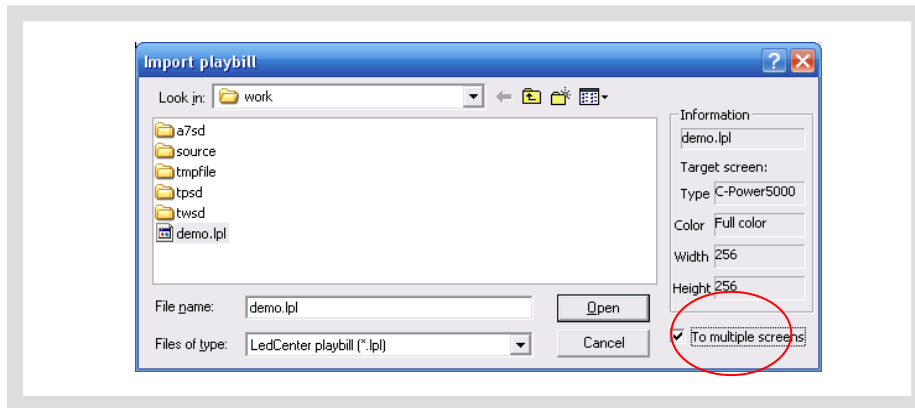 Import playbill
Look in: work
a7sd
source
tmpfile
tpsd
twsd
demo.lpl
File name: demo.lpl Open
Files of type: LedCenter playbill (*.lpl) Cancel
Information
demo.lpl
Target screen:
Type C-Power5000
Color Full color
Width 256
Height 256
To multiple screens